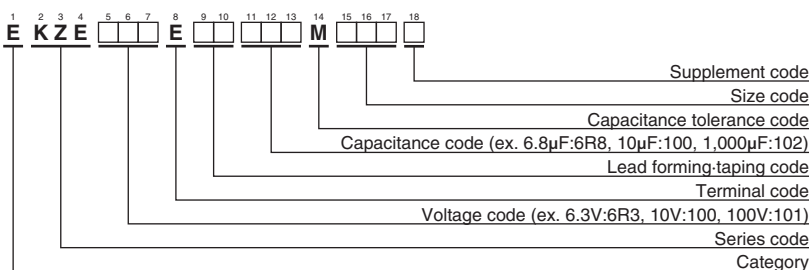 1 2 3 4 5 6 7 8 9 10 11 12 13 14 15 16 17 18
E K Z E E M
Supplement code
Size code
Capacitance tolerance code
Capacitance code (ex. 6.8μF:6R8, 10μF:100, 1,000μF:102)
Lead forming·taping code
Terminal code
Voltage code (ex. 6.3V:6R3, 10V:100, 100V:101)
Series code
Category